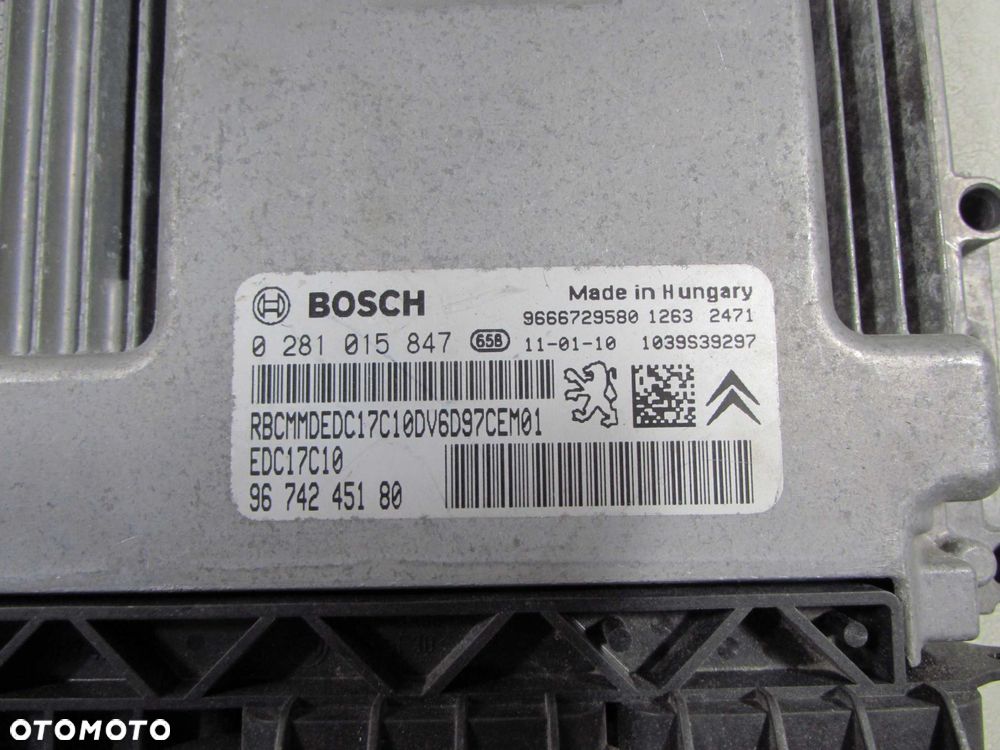 BOSCH
Made in Hungary
9666729580 1263 2471
0 281 015 847 658 11-01-10 1039S39297
RBCMMDEDC17C10DV6D97CEM01
EDC17C10
96 742 451 80
OTOMOTO